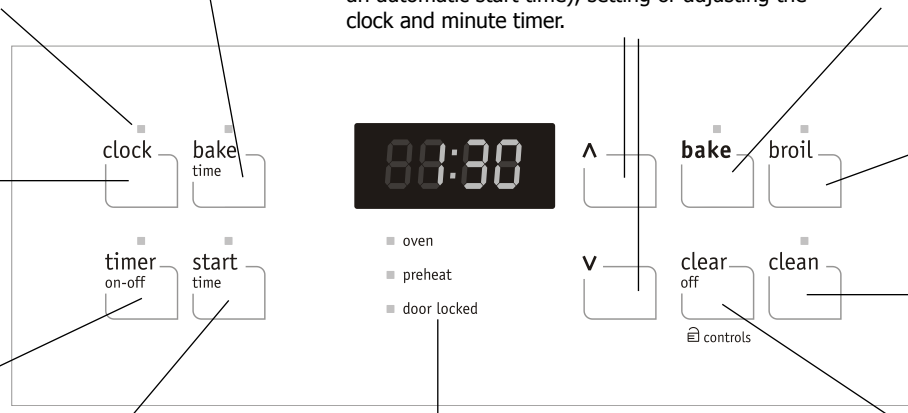 an automatic start time), setting or adjusting the
clock and minute timer.
clock
bake
time
1:30
^
bake
broil
oven
preheat
door locked
timer
on-off
start
time
v
clear
off
clean
controls